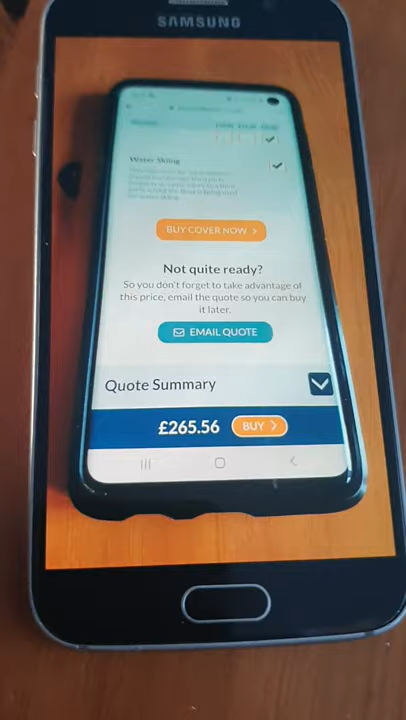 SAMSUNG
Water Skiing
BUY COVER NOW >
Not quite ready?
So you don't forget to take advantage of
this price, email the quote so you can buy
it later.
EMAIL QUOTE
Quote Summary
£265.56 BUY >